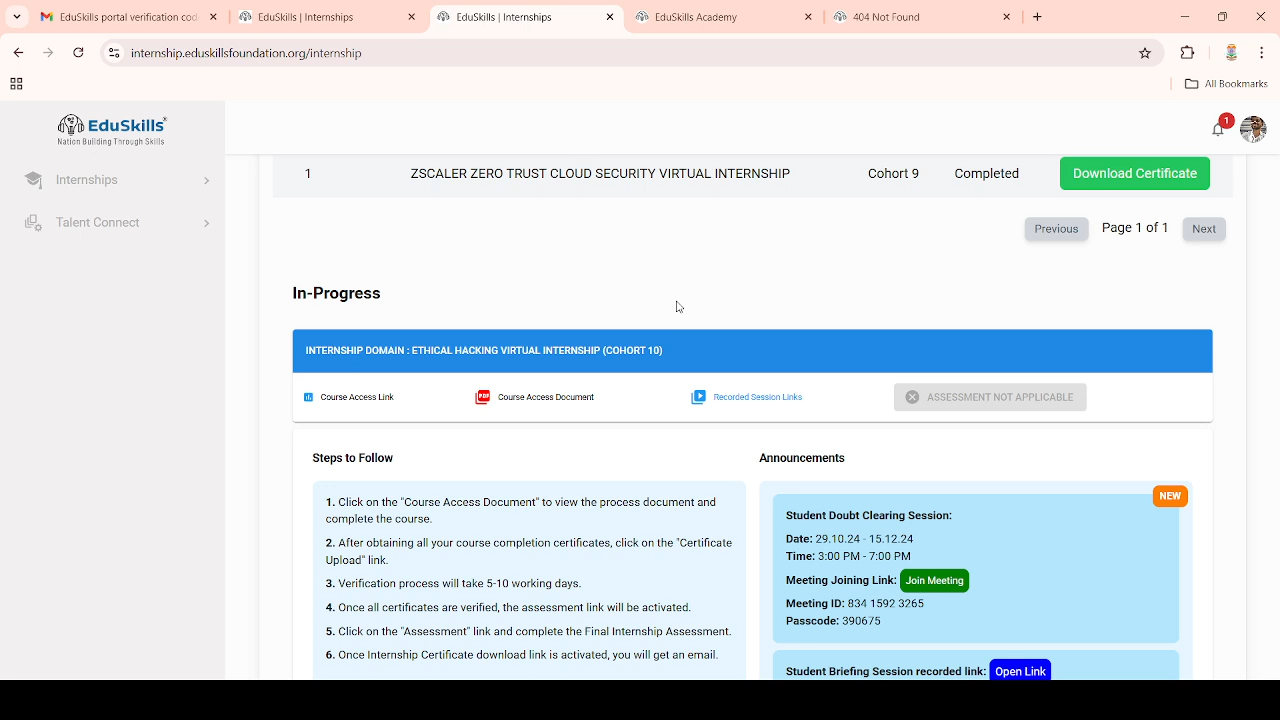 EduSkills portal verification cod
EduSkills | Internships
EduSkills | Internships
EduSkills Academy
404 Not Found
internship.eduskillsfoundation.org/internship
All Bookmarks
EduSkills
Nation Building Through Skills
1
Internships
Talent Connect
1 ZSCALER ZERO TRUST CLOUD SECURITY VIRTUAL INTERNSHIP Cohort 9 Completed Download Certificate
Previous Page 1 of 1 Next
In-Progress
INTERNSHIP DOMAIN : ETHICAL HACKING VIRTUAL INTERNSHIP (COHORT 10)
Course Access Link
PDF
Course Access Document
Recorded Session Links
ASSESSMENT NOT APPLICABLE
Steps to Follow
1. Click on the "Course Access Document" to view the process document and
complete the course.
2. After obtaining all your course completion certificates, click on the "Certificate
Upload" link.
3. Verification process will take 5-10 working days.
4. Once all certificates are verified, the assessment link will be activated.
5. Click on the "Assessment" link and complete the Final Internship Assessment.
6. Once Internship Certificate download link is activated, you will get an email.
Announcements
NEW
Student Doubt Clearing Session:
Date: 29.10.24 - 15.12.24
Time: 3:00 PM - 7:00 PM
Meeting Joining Link: Join Meeting
Meeting ID: 834 1592 3265
Passcode: 390675
Student Briefing Session recorded link: Open Link